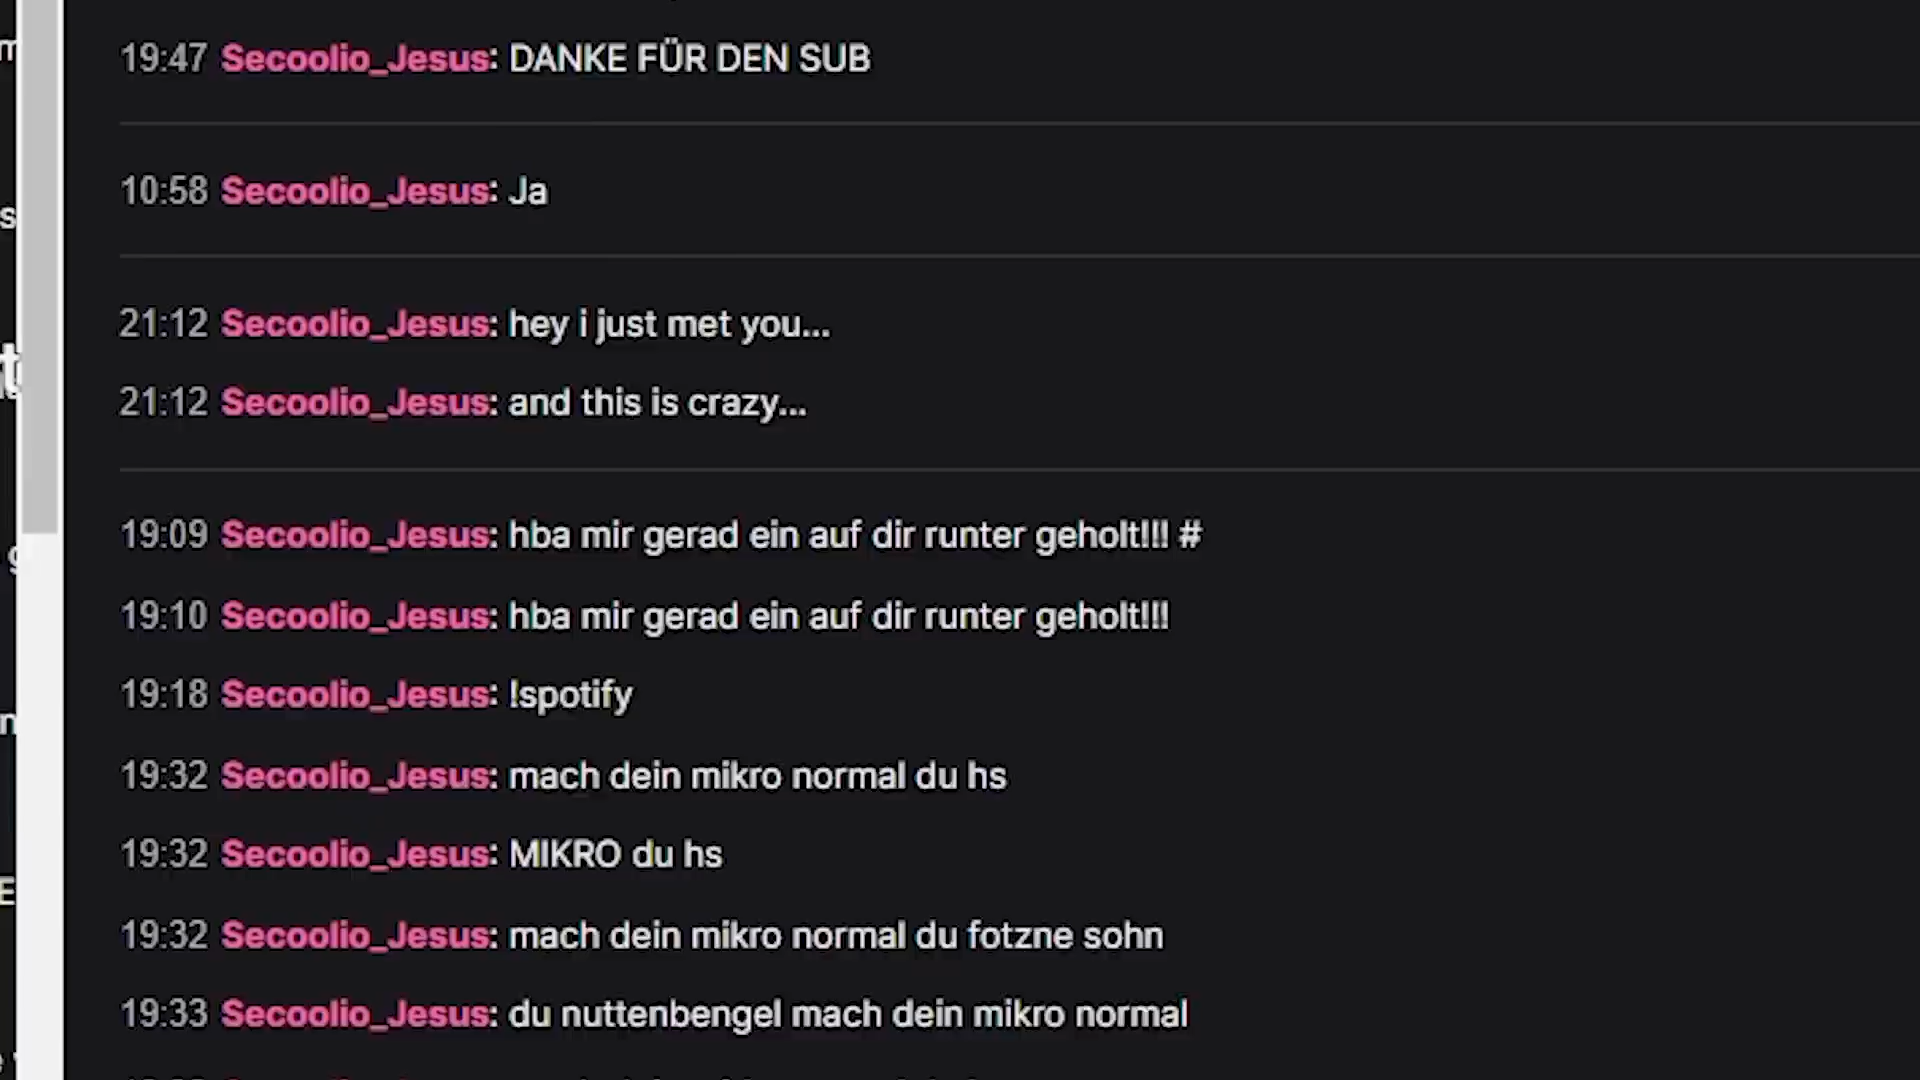 19:47 Secoolio_Jesus: DANKE FÜR DEN SUB
10:58 Secoolio_Jesus: Ja
21:12 Secoolio_Jesus: hey i just met you...
21:12 Secoolio_Jesus: and this is crazy...
19:09 Secoolio_Jesus: hba mir gerad ein auf dir runter geholt!!! #
19:10 Secoolio_Jesus: hba mir gerad ein auf dir runter geholt!!!
19:18 Secoolio_Jesus: !spotify
19:32 Secoolio_Jesus: mach dein mikro normal du hs
19:32 Secoolio_Jesus: MIKRO du hs
19:32 Secoolio_Jesus: mach dein mikro normal du fotzne sohn
19:33 Secoolio_Jesus: du nuttenbengel mach dein mikro normal